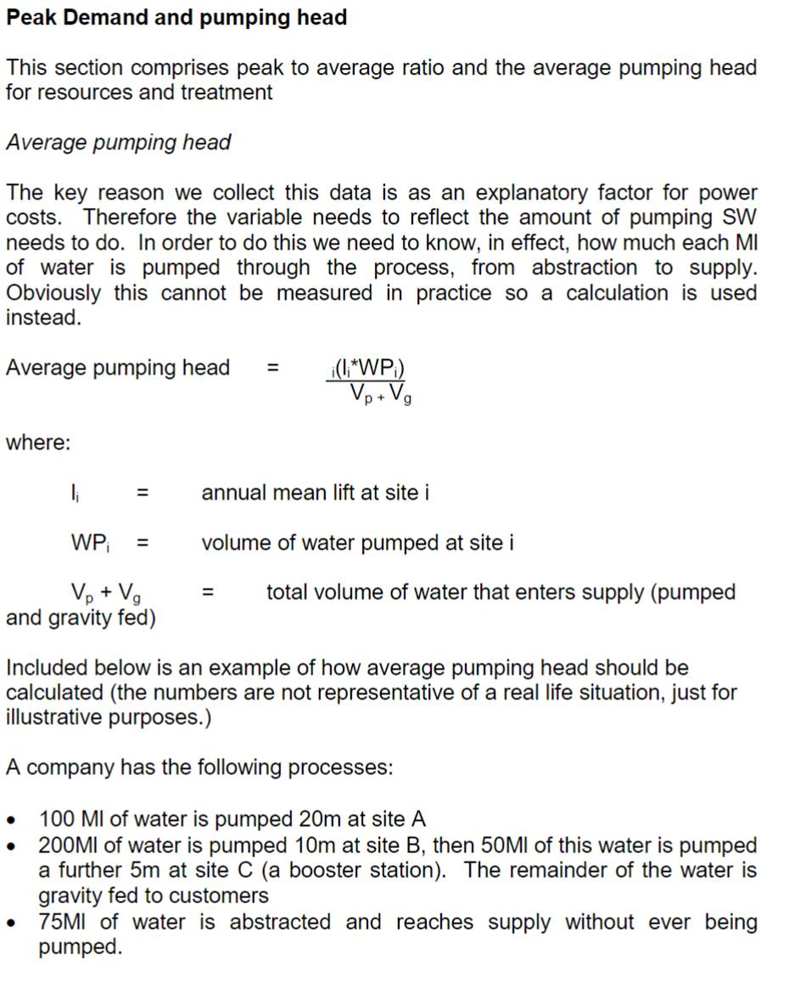 Peak Demand and pumping head
This section comprises peak to average ratio and the average pumping head
for resources and treatment
Average pumping head
The key reason we collect this data is as an explanatory factor for power
costs. Therefore the variable needs to reflect the amount of pumping SW
needs to do. In order to do this we need to know, in effect, how much each Ml
of water is pumped through the process, from abstraction to supply.
Obviously this cannot be measured in practice so a calculation is used
instead.
Average pumping head = i(li*WPi)
Vp + Vg
where:
li = annual mean lift at site i
WPi = volume of water pumped at site i
Vp + Vg = total volume of water that enters supply (pumped
and gravity fed)
Included below is an example of how average pumping head should be
calculated (the numbers are not representative of a real life situation, just for
illustrative purposes.)
A company has the following processes:
• 100 Ml of water is pumped 20m at site A
• 200Ml of water is pumped 10m at site B, then 50Ml of this water is pumped
a further 5m at site C (a booster station). The remainder of the water is
gravity fed to customers
• 75Ml of water is abstracted and reaches supply without ever being
pumped.